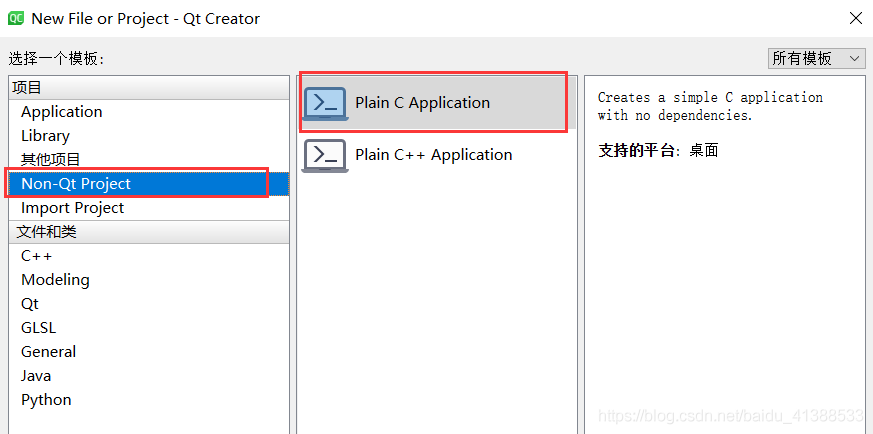 New File or Project - Qt Creator
选择一个模板:
所有模板
项目
Application
Library
其他项目
Non-Qt Project
Import Project
文件和类
C++
Modeling
Qt
GLSL
General
Java
Python
Plain C Application
Plain C++ Application
Creates a simple C application
with no dependencies.
支持的平台: 桌面
https://blog.csdn.net/baidu_41388533